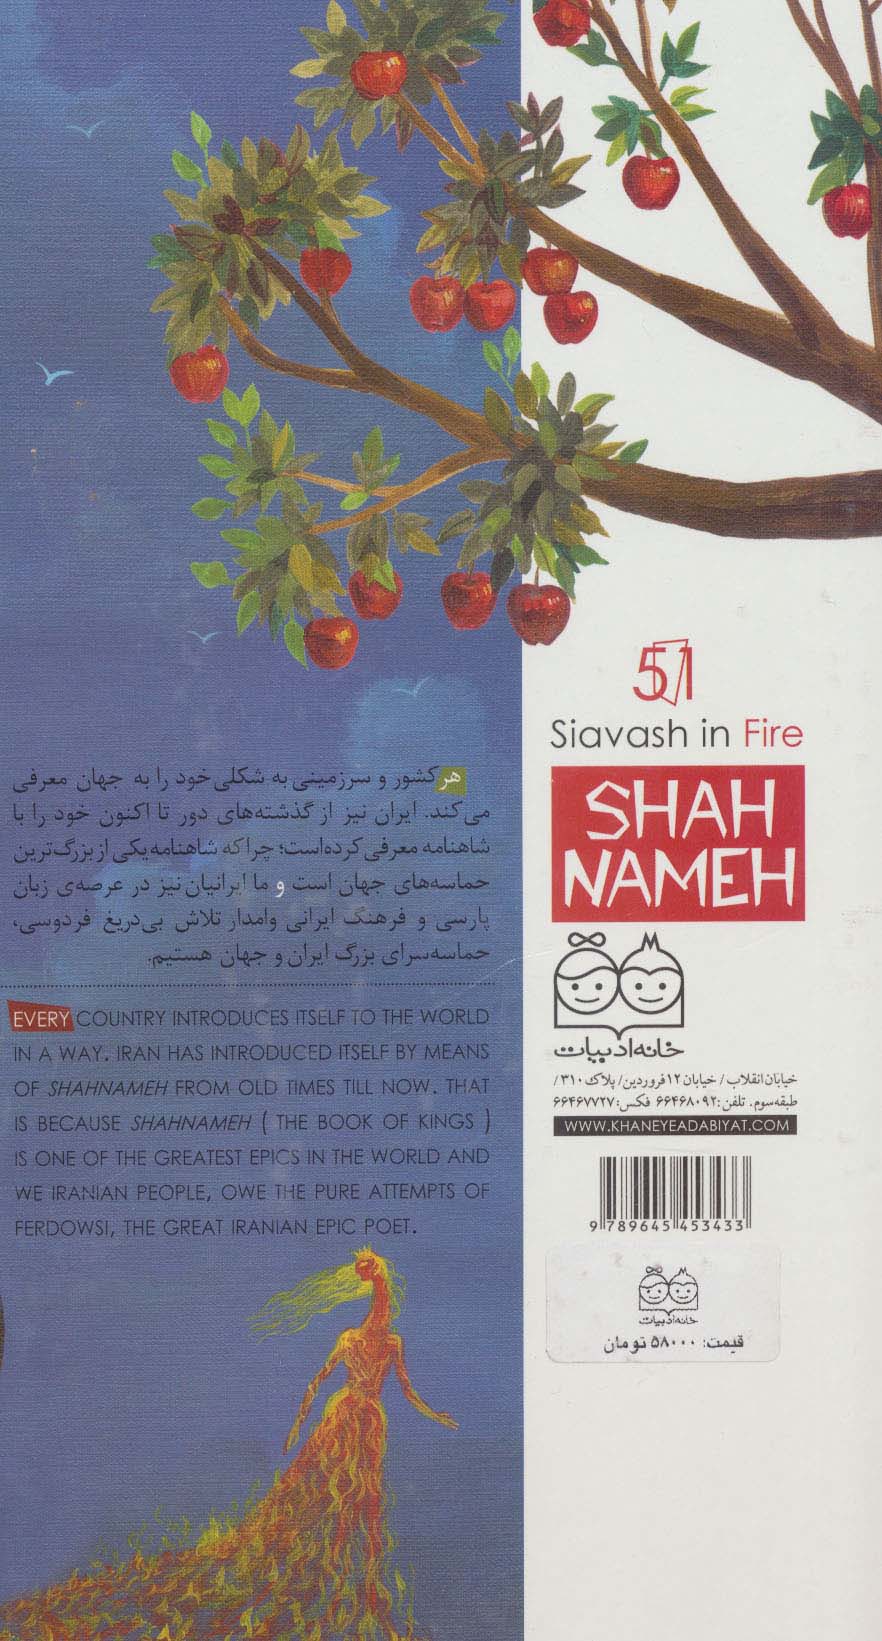 51
Siavash in Fire
SHAH
NAMEH
هر کشور و سرزمینی به شکلی خود را به جهان معرفی
می‌کند. ایران نیز از گذشته‌های دور تا اکنون خود را با
شاهنامه معرفی کرده‌است؛ چرا که شاهنامه یکی از بزرگ‌ترین
حماسه‌های جهان است و ما ایرانیان نیز در عرصه‌ی زبان
پارسی و فرهنگ ایرانی وامدار تلاش بی‌دریغ فردوسی،
حماسه‌سرای بزرگ ایران و جهان هستیم.
EVERY COUNTRY INTRODUCES ITSELF TO THE WORLD
IN A WAY. IRAN HAS INTRODUCED ITSELF BY MEANS
OF SHAHNAMEH FROM OLD TIMES TILL NOW. THAT
IS BECAUSE SHAHNAMEH ( THE BOOK OF KINGS )
IS ONE OF THE GREATEST EPICS IN THE WORLD AND
WE IRANIAN PEOPLE, OWE THE PURE ATTEMPTS OF
FERDOWSI, THE GREAT IRANIAN EPIC POET.
خانه ادبیات
خیابان انقلاب / خیابان ۱۲ فروردین/ پلاک ۳۱۰ /
طبقه سوم. تلفن: ۶۶۴۶۸۰۹۲ فکس: ۶۶۴۶۷۷۲۷
WWW.KHANEYEADABIYAT.COM
9 789645 453433
خانه ادبیات
قیمت: ۵۸۰۰۰ تومان